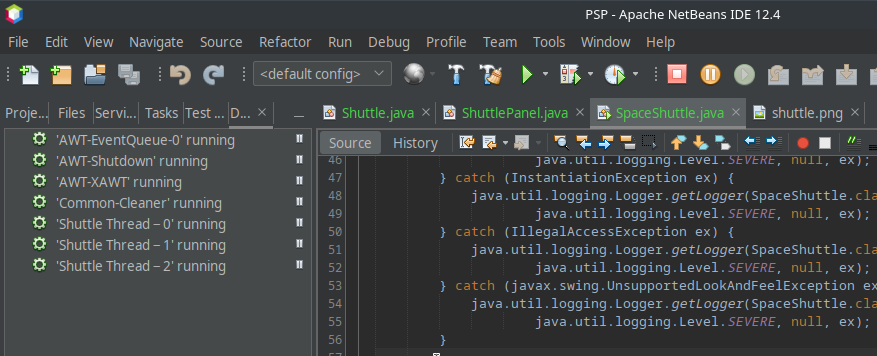 PSP - Apache NetBeans IDE 12.4
File Edit View Navigate Source Refactor Run Debug Profile Team Tools Window Help
<default config>
Proje... Files Servi... Tasks Test ... D...
Shuttle.java ShuttlePanel.java SpaceShuttle.java shuttle.png
Source History
'AWT-EventQueue-0' running
'AWT-Shutdown' running
'AWT-XAWT' running
'Common-Cleaner' running
'Shuttle Thread – 0' running
'Shuttle Thread – 1' running
'Shuttle Thread – 2' running
46 java.util.logging.Level.SEVERE, null, ex);
47 } catch (InstantiationException ex) {
48 java.util.logging.Logger.getLogger(SpaceShuttle.cla
49 java.util.logging.Level.SEVERE, null, ex);
50 } catch (IllegalAccessException ex) {
51 java.util.logging.Logger.getLogger(SpaceShuttle.cla
52 java.util.logging.Level.SEVERE, null, ex);
53 } catch (javax.swing.UnsupportedLookAndFeelException ex
54 java.util.logging.Logger.getLogger(SpaceShuttle.cla
55 java.util.logging.Level.SEVERE, null, ex);
56 }
57